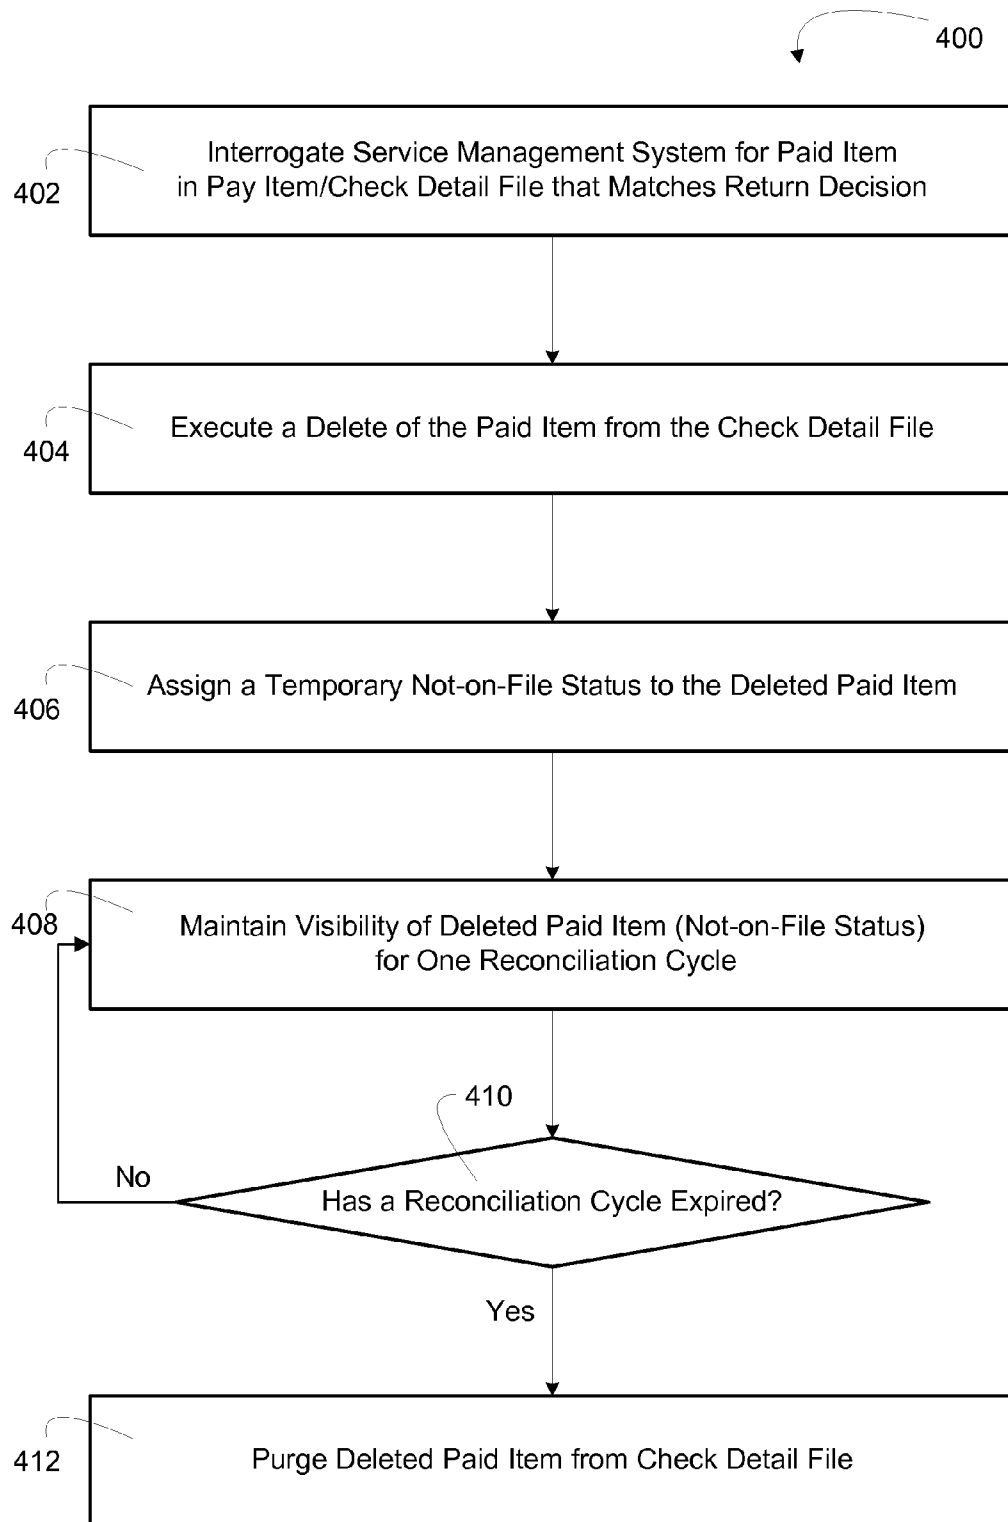 400
Interrogate Service Management System for Paid Item
in Pay Item/Check Detail File that Matches Return Decision
402
Execute a Delete of the Paid Item from the Check Detail File
404
Assign a Temporary Not-on-File Status to the Deleted Paid Item
406
408
Maintain Visibility of Deleted Paid Item (Not-on-File Status)
for One Reconciliation Cycle
410
No
Has a Reconciliation Cycle Expired?
Yes
412
Purge Deleted Paid Item from Check Detail File